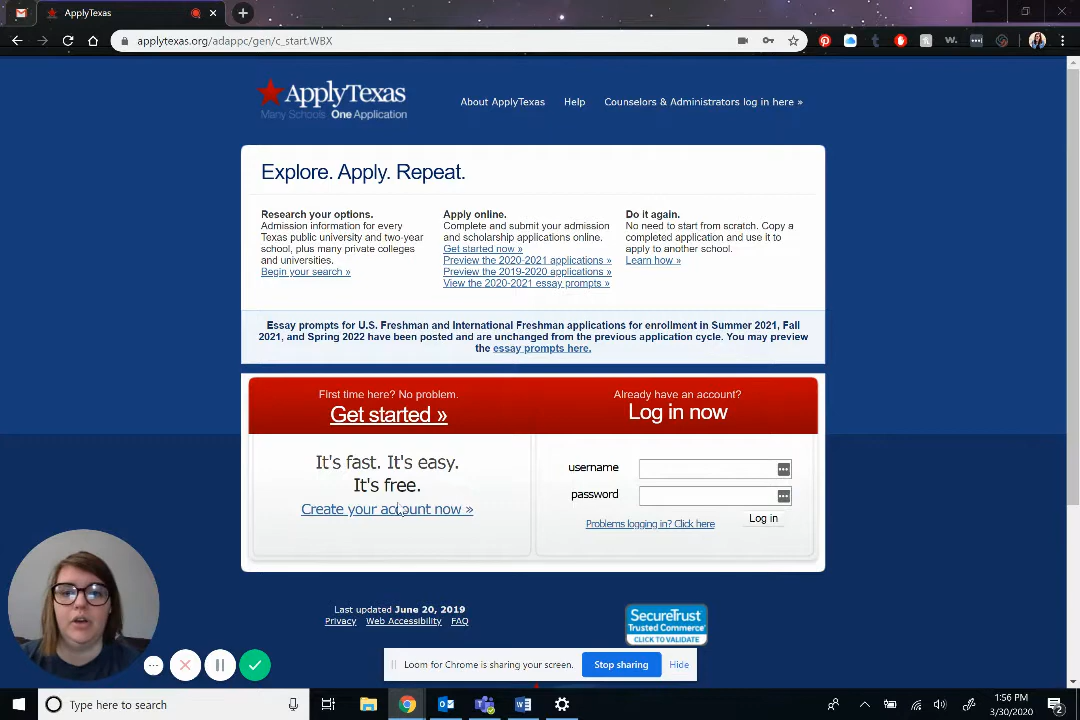 ApplyTexas
applytexas.org/adappc/gen/c_start.WBX
w.
ApplyTexas
Many Schools One Application
About ApplyTexas
Help
Counselors & Administrators log in here »
Explore. Apply. Repeat.
Research your options.
Admission information for every
Texas public university and two-year
school, plus many private colleges
and universities.
Begin your search »
Apply online.
Complete and submit your admission
and scholarship applications online.
Get started now »
Preview the 2020-2021 applications »
Preview the 2019-2020 applications »
View the 2020-2021 essay prompts »
Do it again.
No need to start from scratch. Copy a
completed application and use it to
apply to another school.
Learn how »
Essay prompts for U.S. Freshman and International Freshman applications for enrollment in Summer 2021, Fall
2021, and Spring 2022 have been posted and are unchanged from the previous application cycle. You may preview
the essay prompts here.
First time here? No problem.
Get started »
It's fast. It's easy.
It's free.
Create your account now »
Already have an account?
Log in now
username
password
Log in
Problems logging in? Click here
Last updated June 20, 2019
Privacy Web Accessibility FAQ
SecureTrust
Trusted Commerce
CLICK TO VALIDATE
Loom for Chrome is sharing your screen.
Stop sharing
Hide
Type here to search
1:56 PM
3/30/2020
2